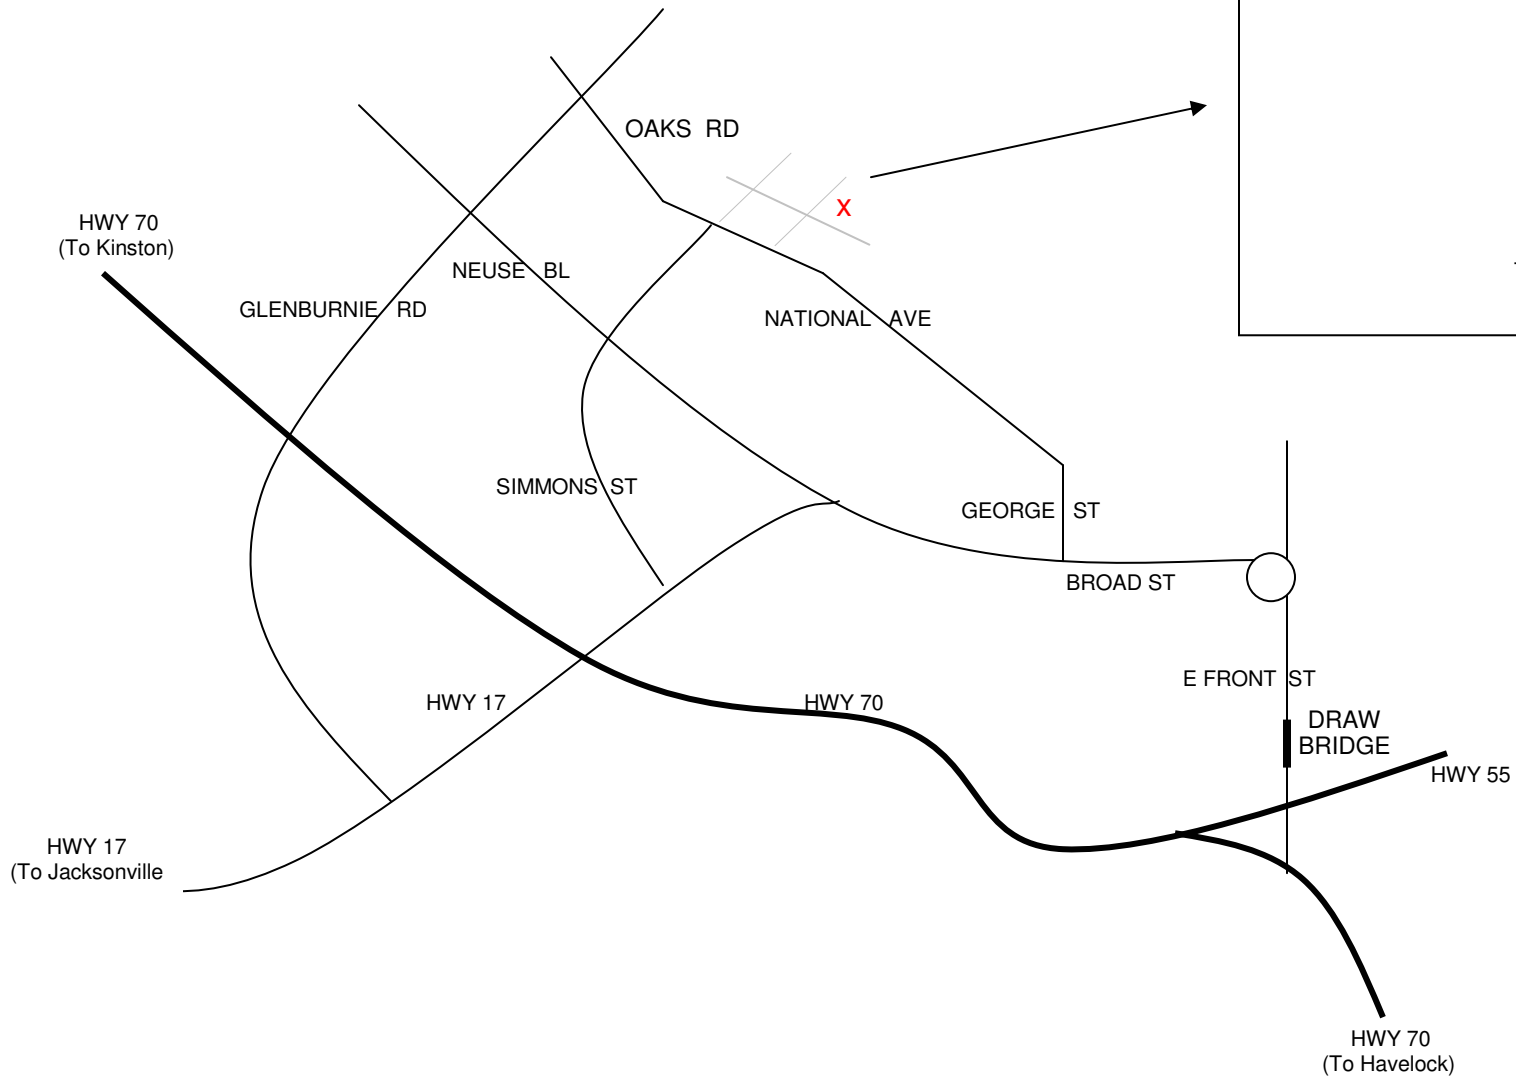 OAKS RD
X
HWY 70
(To Kinston)
NEUSE BL
GLENBURNIE RD
NATIONAL AVE
SIMMONS ST
GEORGE ST
BROAD ST
E FRONT ST
HWY 17
HWY 70
DRAW
BRIDGE
HWY 55
HWY 17
(To Jacksonville
HWY 70
(To Havelock)